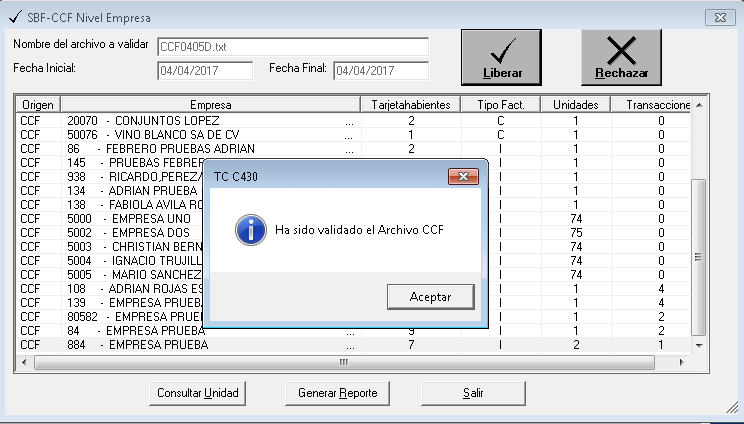 SBF-CCF Nivel Empresa
Nombre del archivo a validar CCF0405D.txt
Fecha Inicial: 04/04/2017 Fecha Final: 04/04/2017
Liberar Rechazar
Origen Empresa Tarjetahabientes Tipo Fact. Unidades Transaccione
CCF 20070 - CONJUNTOS LOPEZ ... 2 C 1 0
CCF 50076 - VINO BLANCO SA DE CV ... 1 C 1 0
CCF 86 - FEBRERO PRUEBAS ADRIAN ... 2 I 1 0
CCF 145 - PRUEBAS FEBRER I 1 0
CCF 938 - RICARDO,PEREZ/ I 1 0
CCF 134 - ADRIAN PRUEBA I 1 0
CCF 138 - FABIOLA AVILA RO I 1 0
CCF 5000 - EMPRESA UNO I 74 0
CCF 5002 - EMPRESA DOS I 75 0
CCF 5003 - CHRISTIAN BERN I 74 0
CCF 5004 - IGNACIO TRUJILL I 74 0
CCF 5005 - MARIO SANCHEZ I 74 0
CCF 108 - ADRIAN ROJAS ES I 1 4
CCF 139 - EMPRESA PRUEBA I 1 4
CCF 80582 - EMPRESA PRUEB I 1 2
CCF 84 - EMPRESA PRUEBA ... 9 I 1 2
CCF 884 - EMPRESA PRUEBA ... 7 I 2 1
TC C430
Ha sido validado el Archivo CCF
Aceptar
Consultar Unidad Generar Reporte Salir